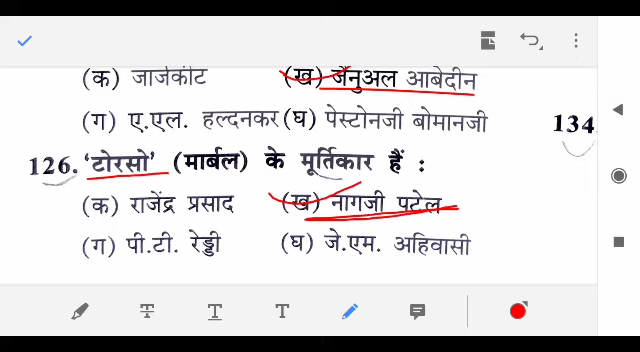 (क) जार्जकीट (ख) जैनुअल आबेदीन
(ग) ए.एल. हल्दनकर (घ) पेस्टोनजी बोमानजी
134
126. 'टोरसो' (मार्बल) के मूर्तिकार हैं :
(क) राजेंद्र प्रसाद (ख) नागजी पटेल
(ग) पी.टी. रेड्डी (घ) जे.एम. अहिवासी